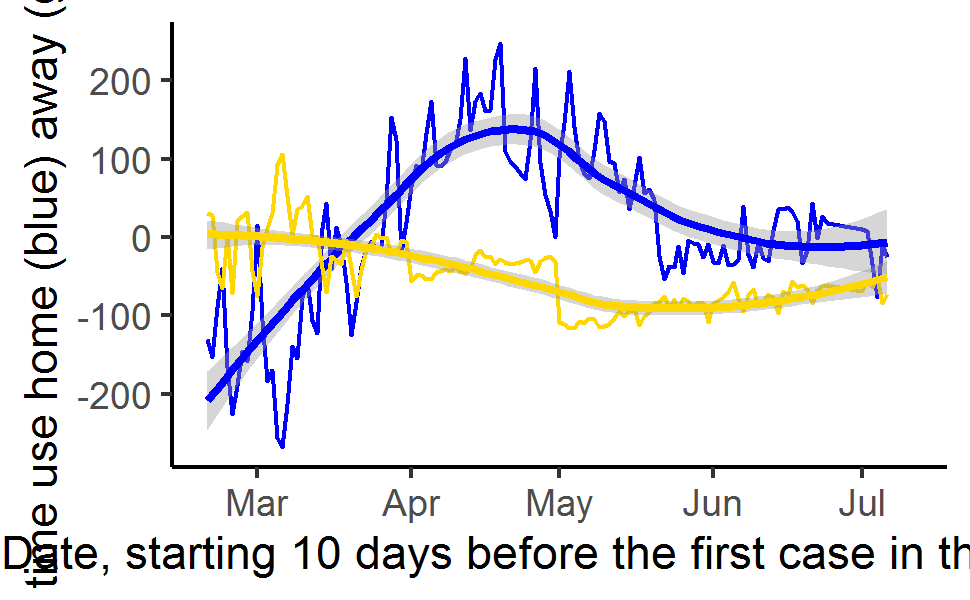 time use home (blue) away (
200
100
0
-100
-200
Mar Apr May Jun Jul
Date, starting 10 days before the first case in th